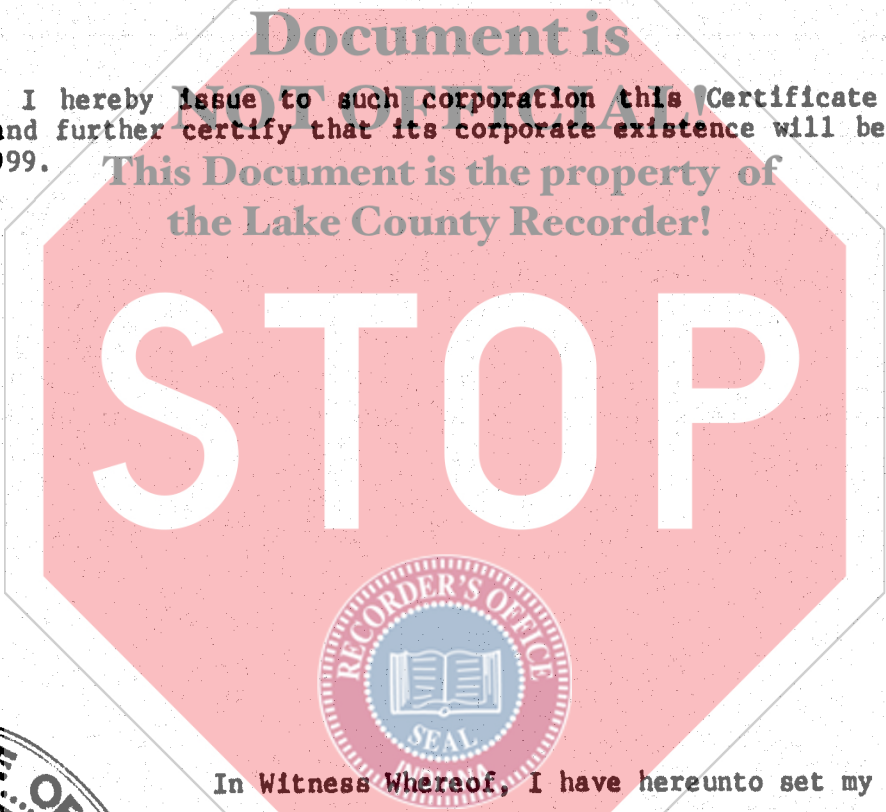 Document is
NOT OFFICIAL!
I hereby issue to such corporation this Certificate
and further certify that its corporate existence will be
99.
This Document is the property of
the Lake County Recorder!
STOP
RECORDER'S OFFICE
SEAL
INDIANA
In Witness Whereof, I have hereunto set my
OF